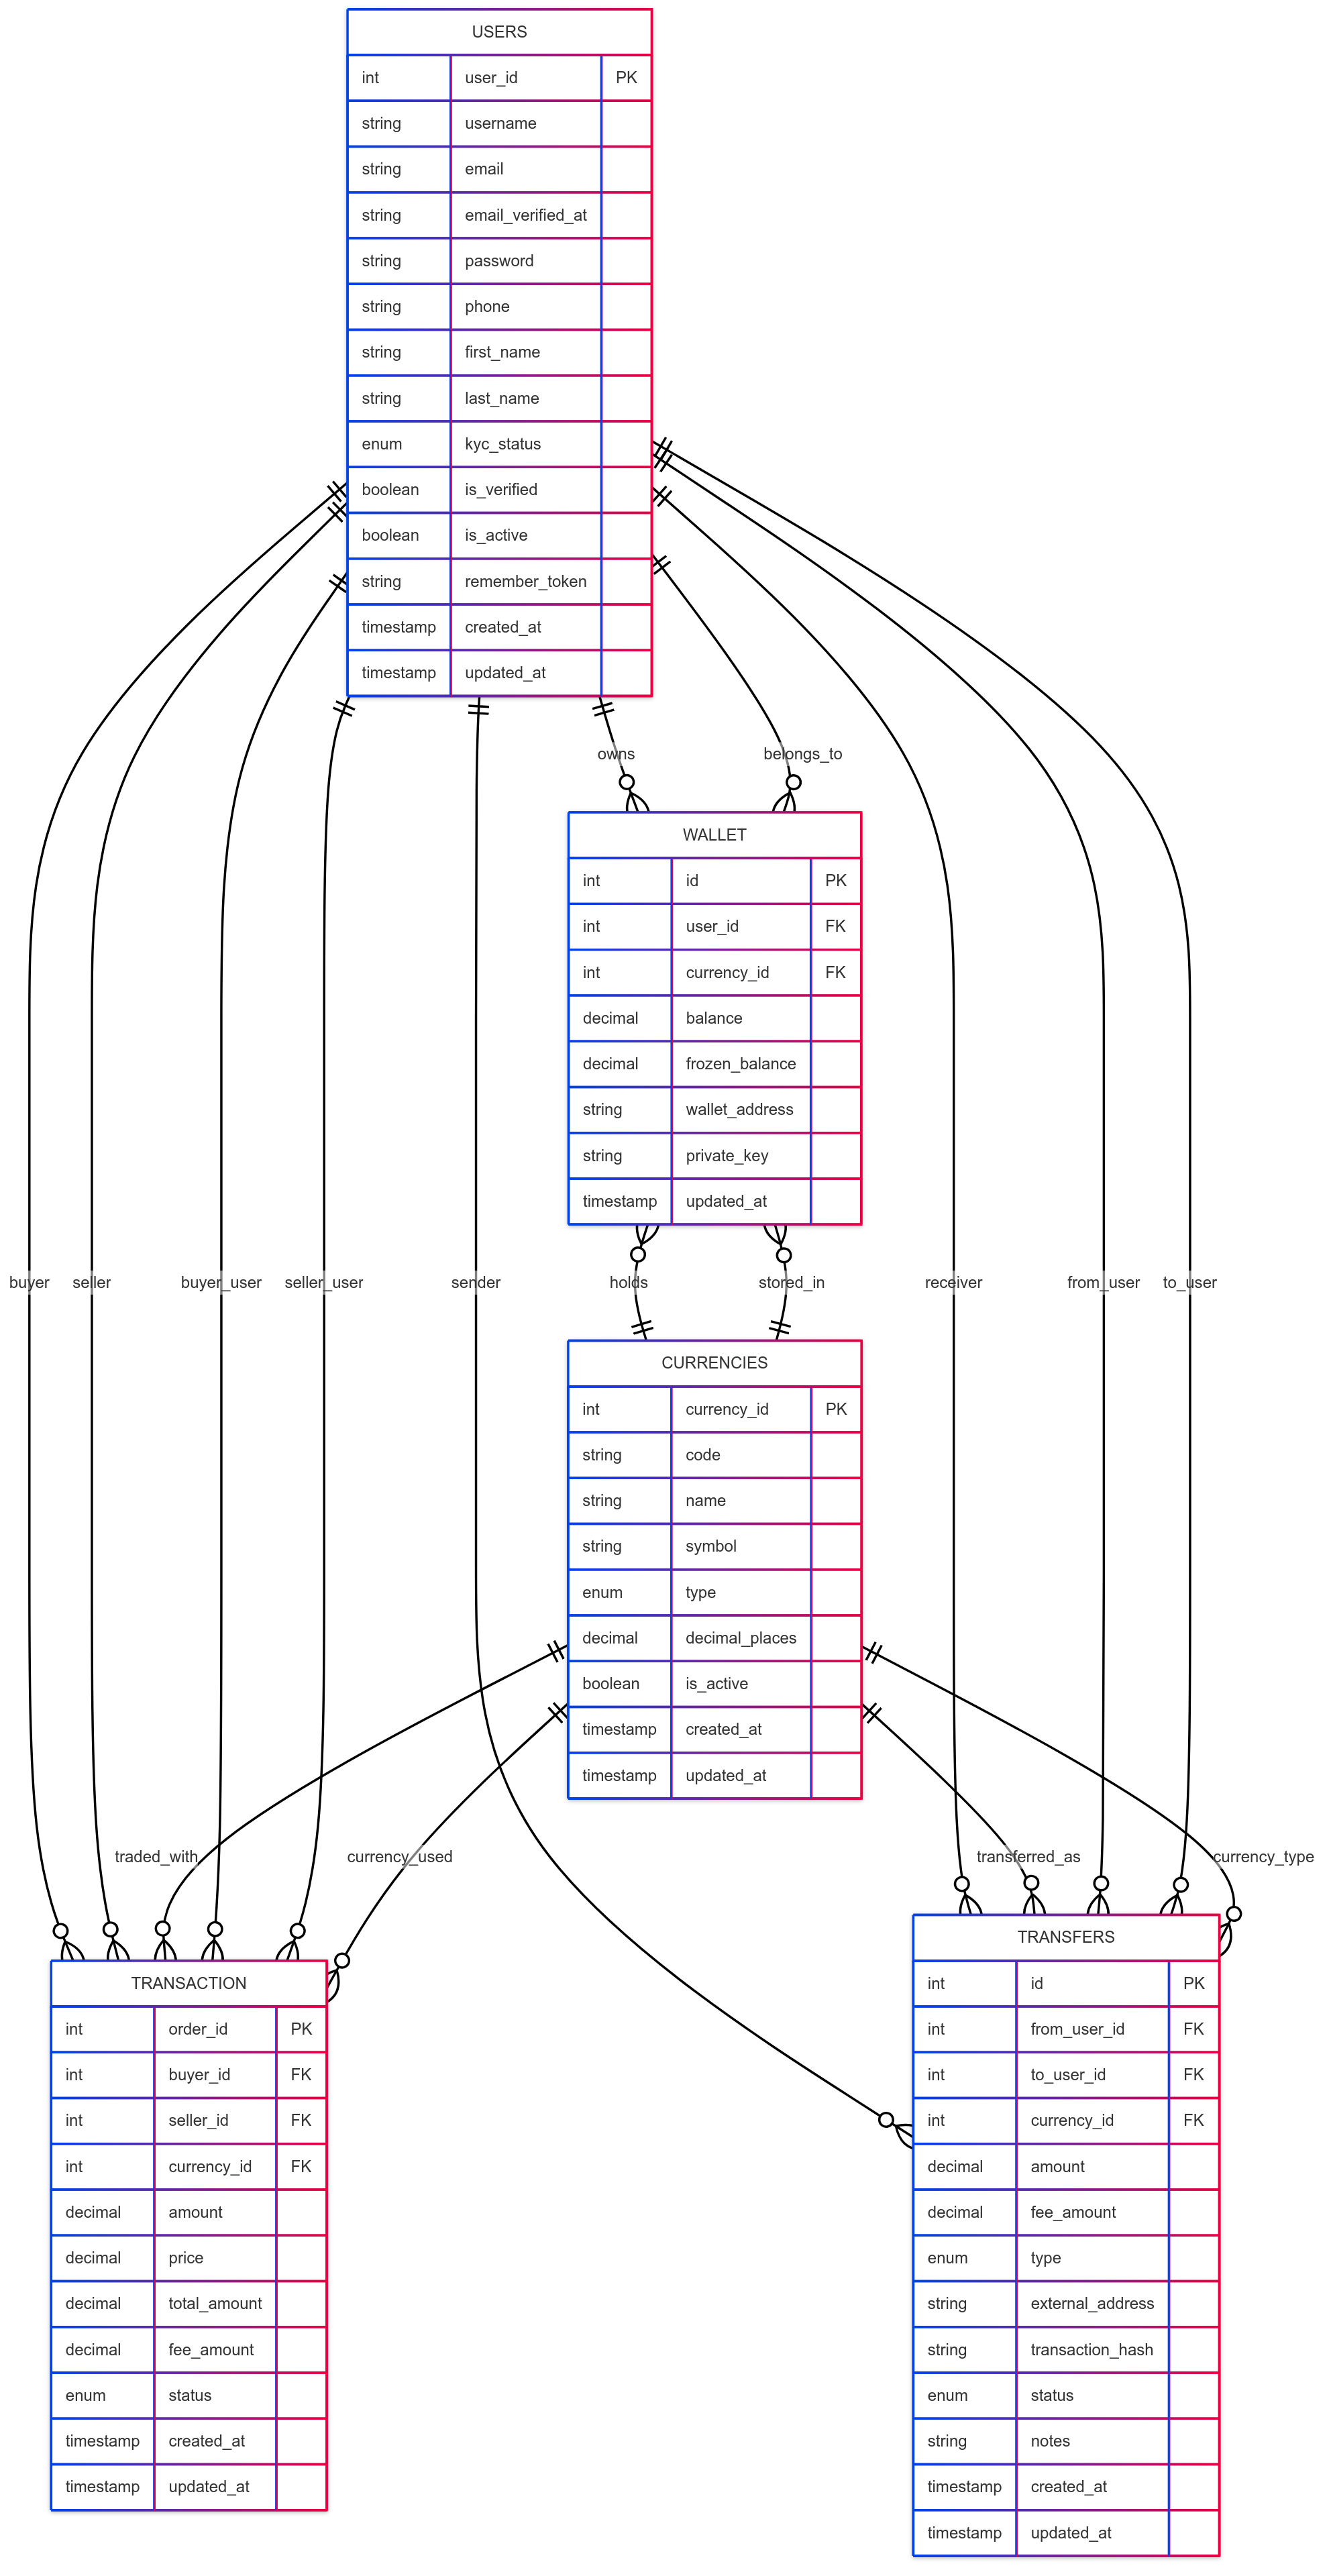 USERS
int user_id PK
string username
string email
string email_verified_at
string password
string phone
string first_name
string last_name
enum kyc_status
boolean is_verified
boolean is_active
string remember_token
timestamp created_at
timestamp updated_at
owns belongs_to
WALLET
int id PK
int user_id FK
int currency_id FK
decimal balance
decimal frozen_balance
string wallet_address
string private_key
timestamp updated_at
buyer seller buyer_user seller_user sender holds stored_in receiver from_user to_user
CURRENCIES
int currency_id PK
string code
string name
string symbol
enum type
decimal decimal_places
boolean is_active
timestamp created_at
timestamp updated_at
traded_with currency_used transferred_as currency_type
TRANSACTION
int order_id PK
int buyer_id FK
int seller_id FK
int currency_id FK
decimal amount
decimal price
decimal total_amount
decimal fee_amount
enum status
timestamp created_at
timestamp updated_at
TRANSFERS
int id PK
int from_user_id FK
int to_user_id FK
int currency_id FK
decimal amount
decimal fee_amount
enum type
string external_address
string transaction_hash
enum status
string notes
timestamp created_at
timestamp updated_at